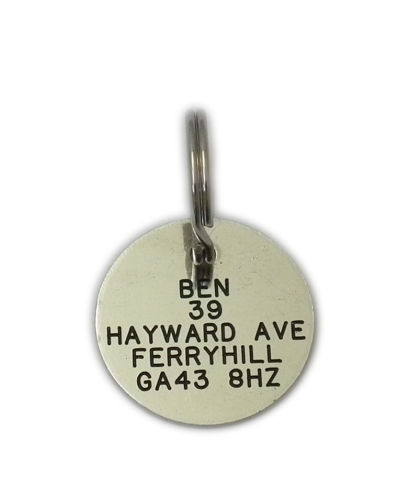 BEN
39
HAYWARD AVE
FERRYHILL
GA43 8HZ